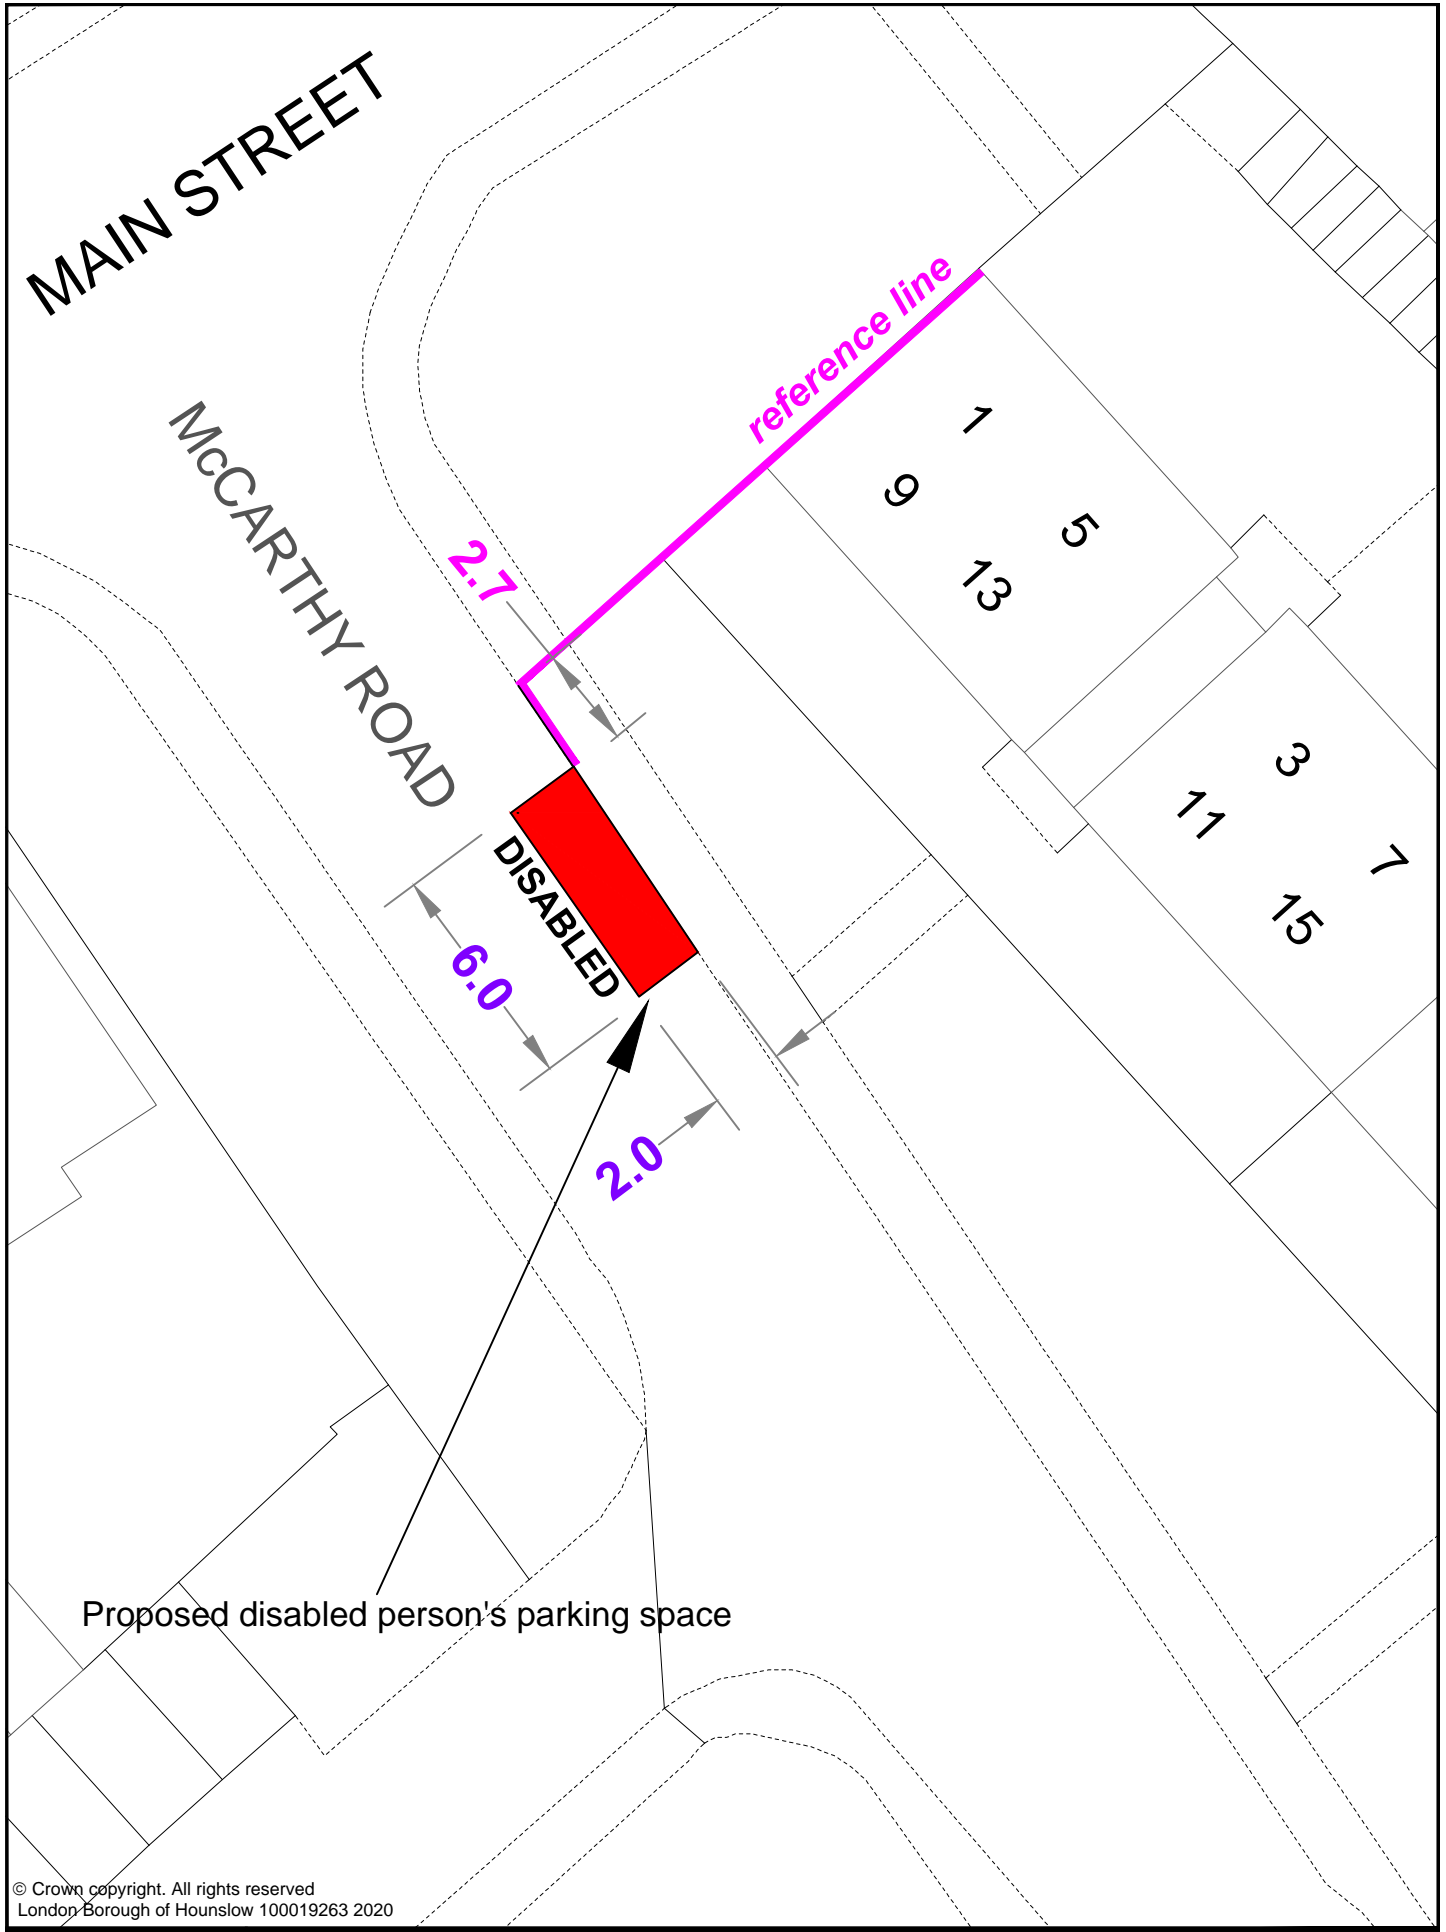 MAIN STREET
reference line
McCARTHY ROAD
2.7
1
9
5
13
3
11
7
15
DISABLED
6.0
2.0
Proposed disabled person's parking space
© Crown copyright. All rights reserved
London Borough of Hounslow 100019263 2020